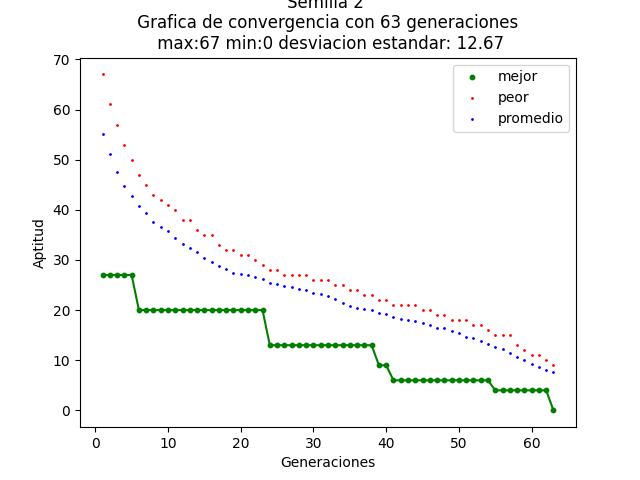 Semilla 2
Grafica de convergencia con 63 generaciones
max:67 min:0 desviacion estandar: 12.67
mejor
peor
promedio
70
60
50
40
30
20
10
0
Aptitud
0 10 20 30 40 50 60
Generaciones